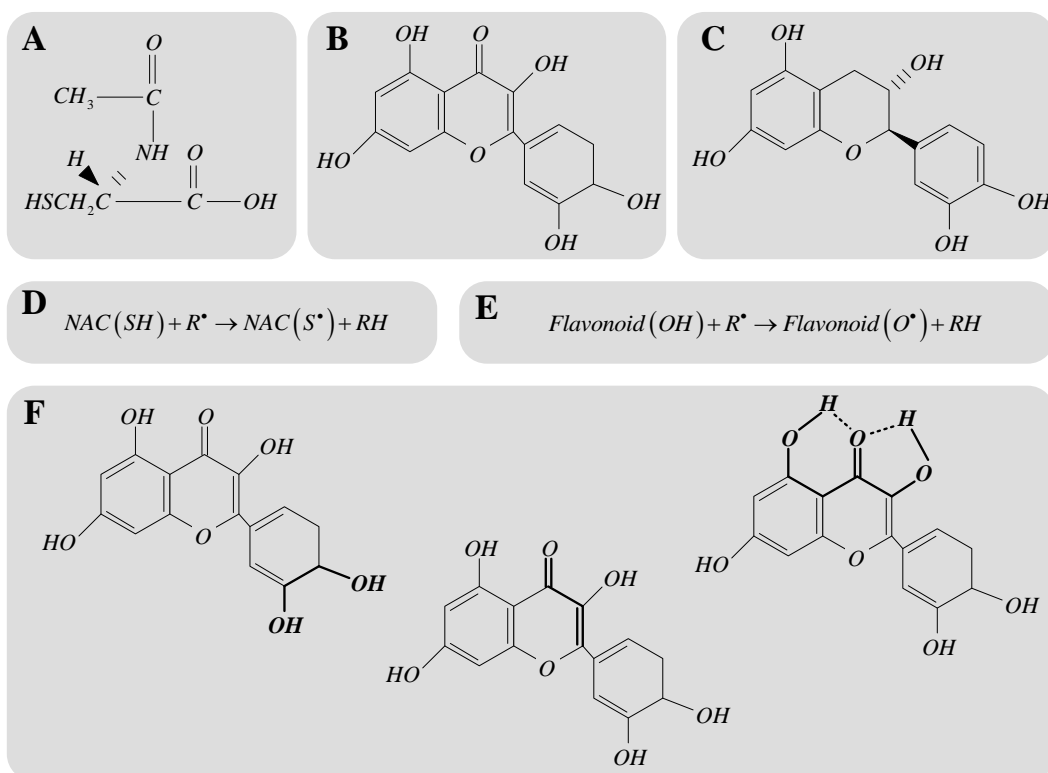 A
O
CH₃ C
H NH O
HSCH₂C C OH
B
OH O
OH
HO O
OH
OH
C
OH
OH
HO O
OH
OH
D
NAC(SH) + R• → NAC(S•) + RH
E
Flavonoid(OH) + R• → Flavonoid(O•) + RH
F
OH O
OH
HO O
OH
OH
OH O
OH
HO O
OH
OH
H H
O O
O
HO O
OH
OH